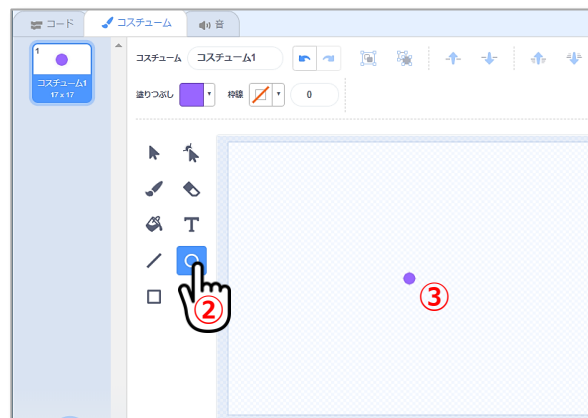 コード コスチューム 音
1
コスチューム1
17 x 17
コスチューム コスチューム1
塗りつぶし 枠線 0
T
②
③